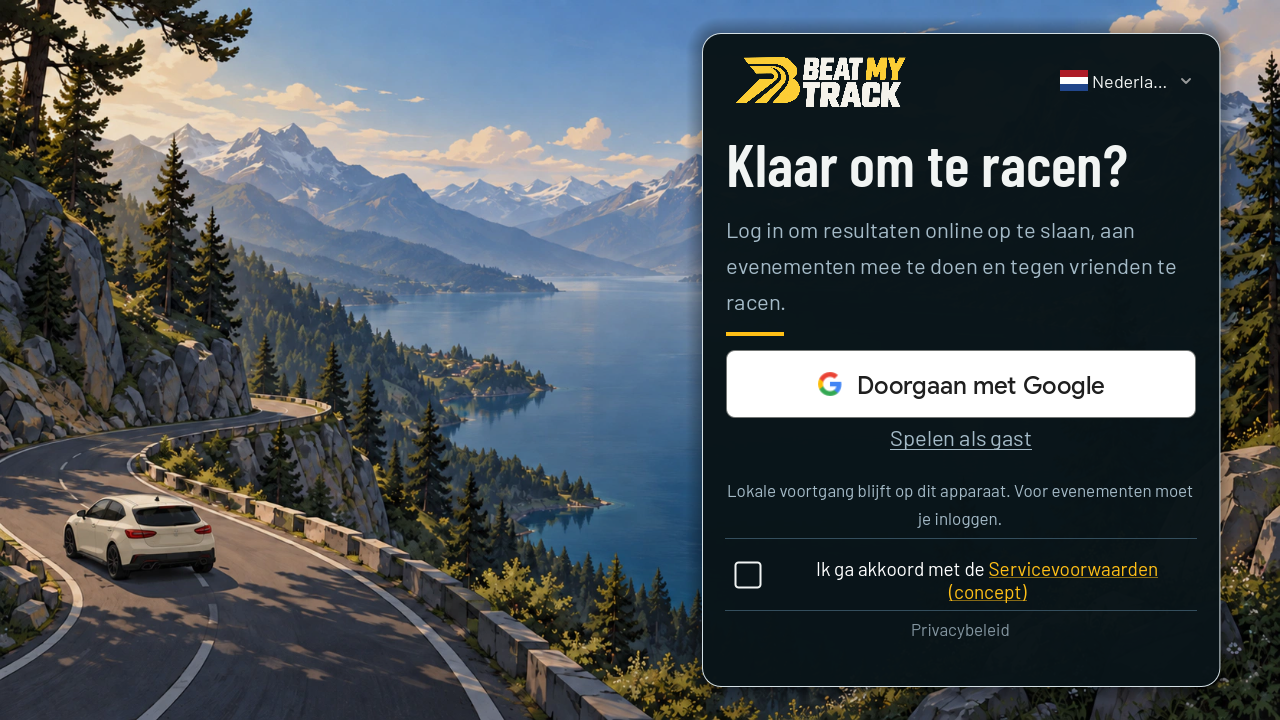 BEAT MY
TRACK
Nederla...
Klaar om te racen?
Log in om resultaten online op te slaan, aan
evenementen mee te doen en tegen vrienden te
racen.
Doorgaan met Google
Spelen als gast
Lokale voortgang blijft op dit apparaat. Voor evenementen moet
je inloggen.
Ik ga akkoord met de Servicevoorwaarden
(concept)
Privacybeleid